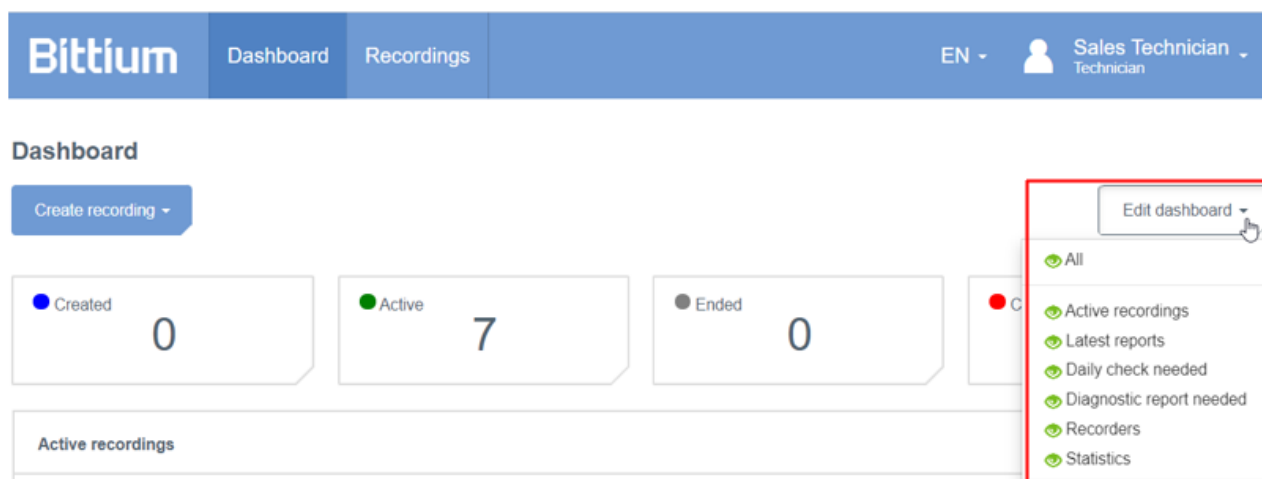 Bittium
Dashboard
Recordings
EN
Sales Technician
Technician
Dashboard
Create recording
Edit dashboard
All
Created
0
Active
7
Ended
0
C
Active recordings
Latest reports
Daily check needed
Diagnostic report needed
Recorders
Statistics
Active recordings